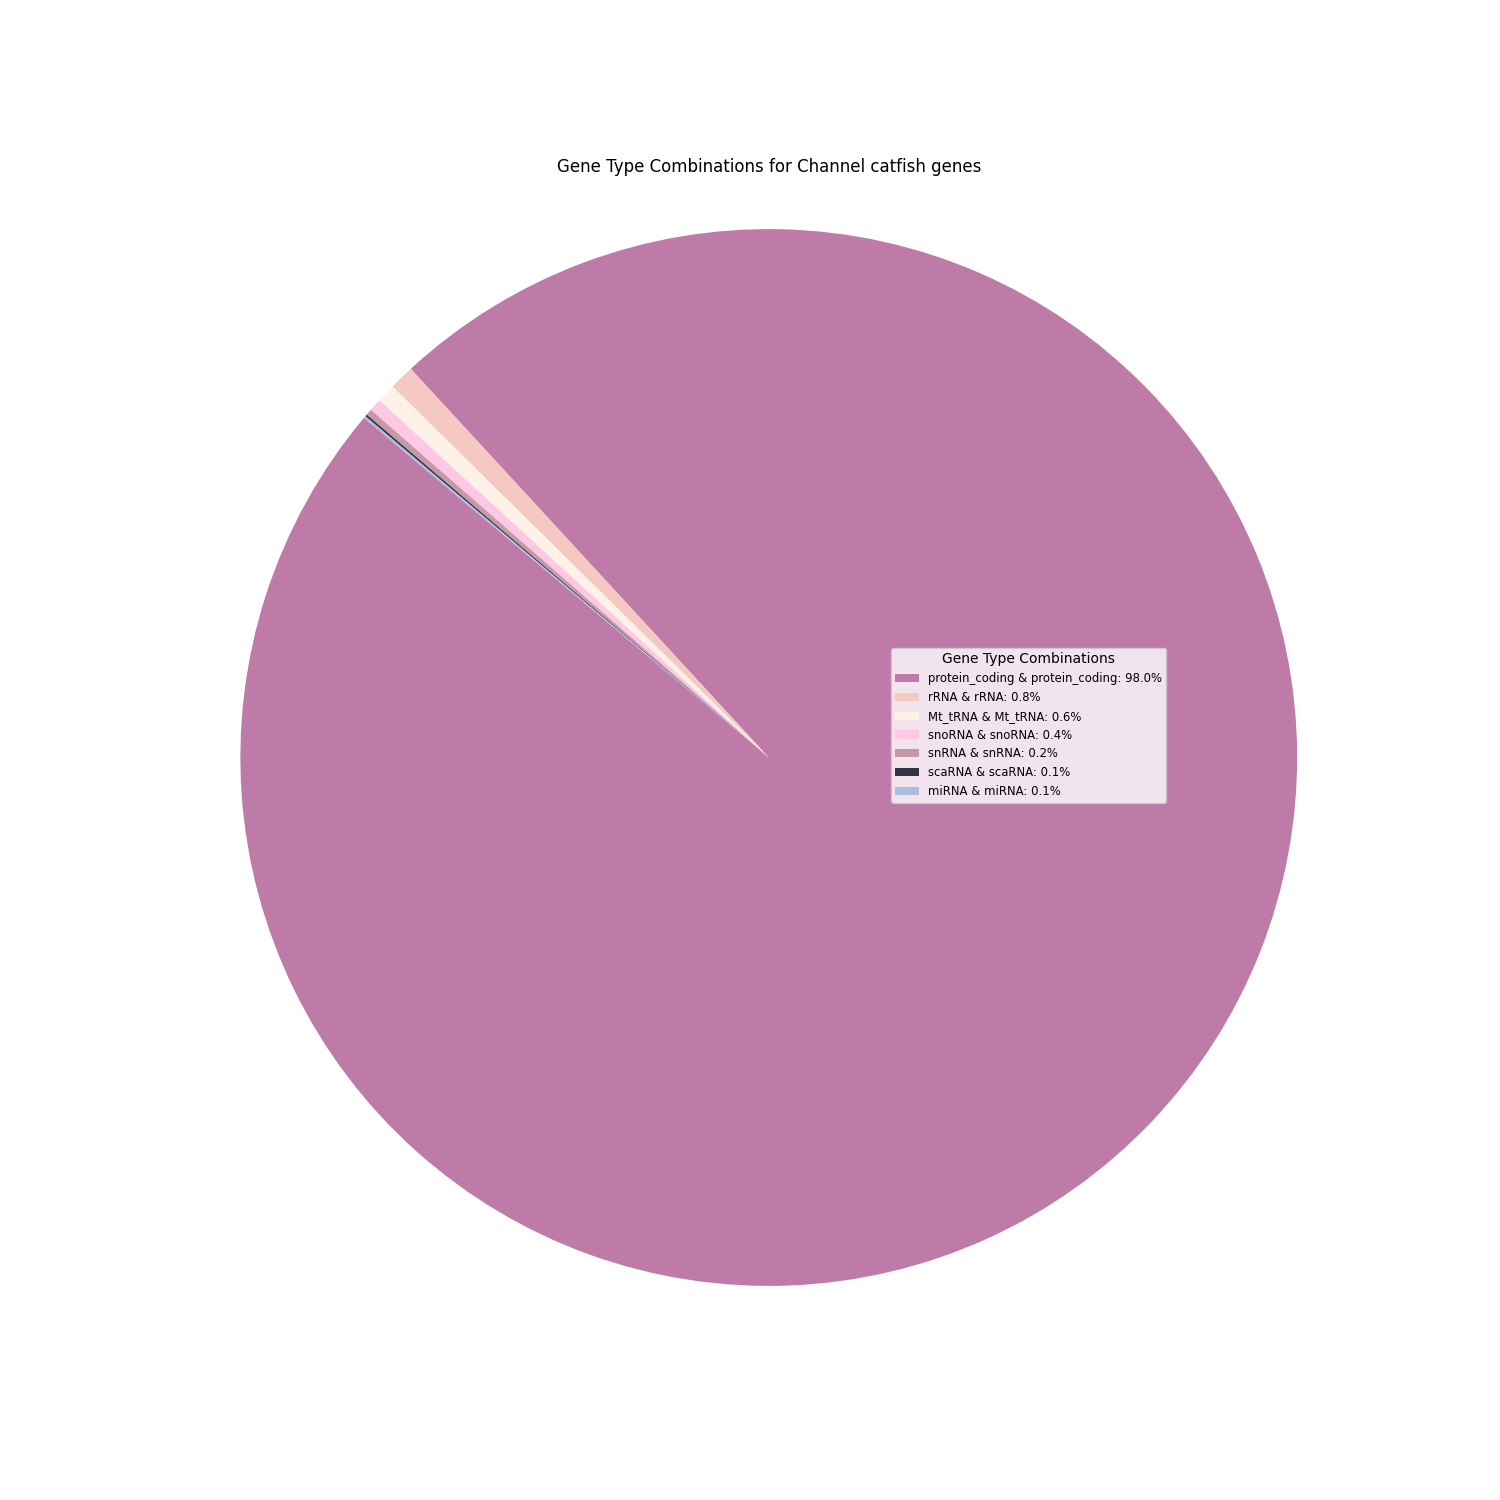 Gene Type Combinations for Channel catfish genes
Gene Type Combinations
protein_coding & protein_coding: 98.0%
rRNA & rRNA: 0.8%
Mt_tRNA & Mt_tRNA: 0.6%
snoRNA & snoRNA: 0.4%
snRNA & snRNA: 0.2%
scaRNA & scaRNA: 0.1%
miRNA & miRNA: 0.1%